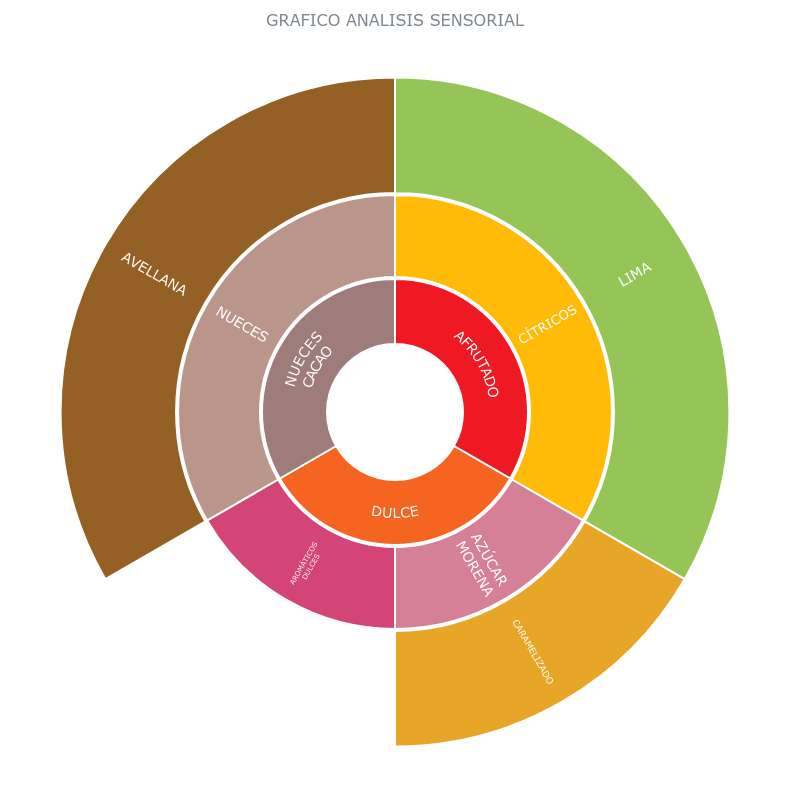 GRAFICO ANALISIS SENSORIAL
AVELLANA
LIMA
NUECES
CÍTRICOS
NUECES
CACAO
AFRUTADO
DULCE
AROMÁTICOS
DULCES
AZÚCAR
MORENA
CARAMELIZADO